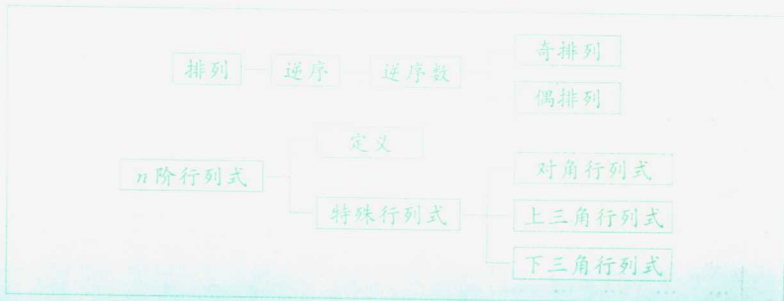 奇排列
排列 逆序 逆序数
偶排列
定义
n阶行列式
对角行列式
特殊行列式 上三角行列式
下三角行列式